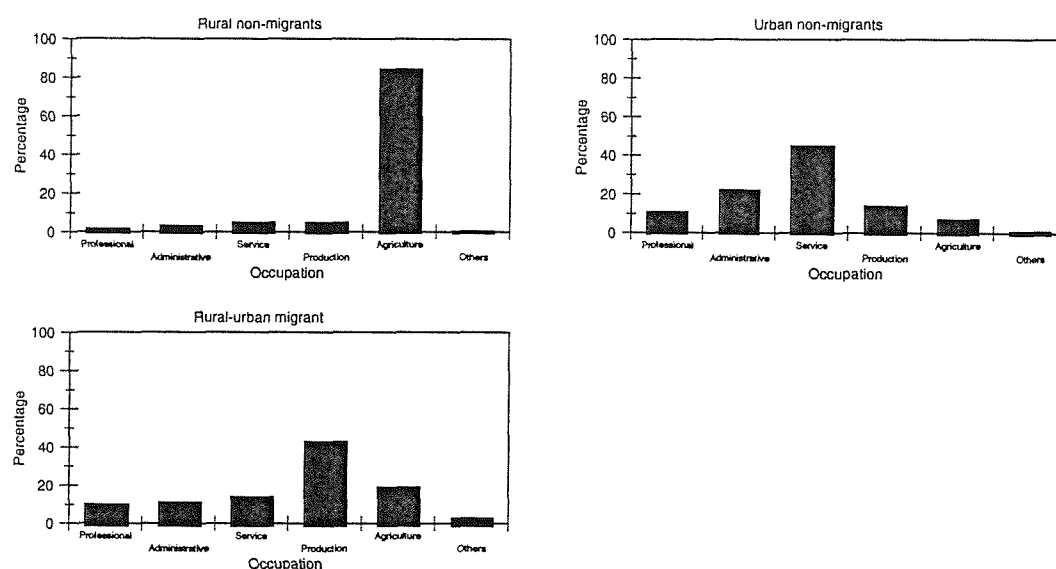 Rural non-migrants
100
80
60
40
20
0
Percentage
Professional
Administrative
Service
Production
Agriculture
Others
Occupation
Urban non-migrants
100
80
60
40
20
0
Percentage
Professional
Administrative
Service
Production
Agriculture
Others
Occupation
Rural-urban migrant
100
80
60
40
20
0
Percentage
Professional
Administrative
Service
Production
Agriculture
Others
Occupation